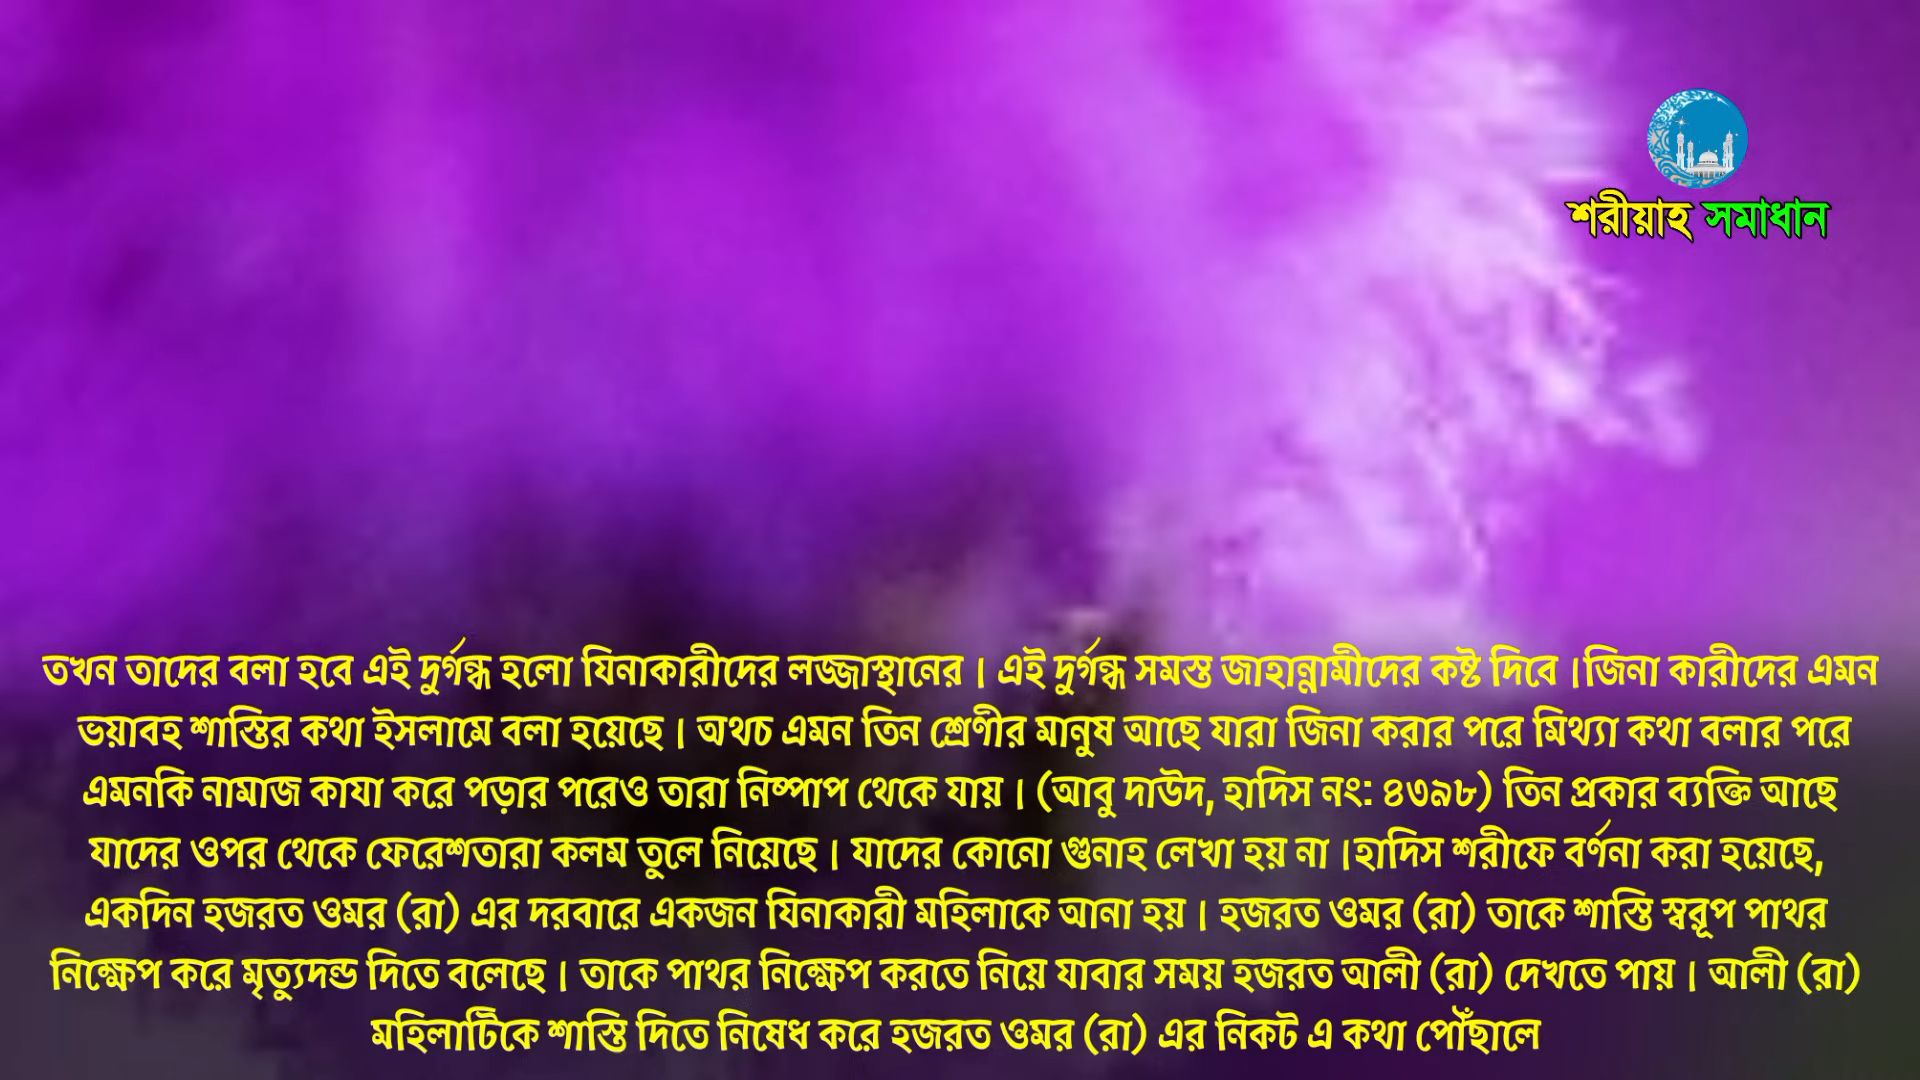 শরীয়াহ সমাধান
তখন তাদের বলা হবে এই দুর্গন্ধ হলো যিনাকারীদের লজ্জাস্থানের। এই দুর্গন্ধ সমস্ত জাহান্নামীদের কষ্ট দিবে।জিনা কারীদের এমন
ভয়াবহ শাস্তির কথা ইসলামে বলা হয়েছে। অথচ এমন তিন শ্রেণীর মানুষ আছে যারা জিনা করার পরে মিথ্যা কথা বলার পরে
এমনকি নামাজ কাযা করে পড়ার পরেও তারা নিষ্পাপ থেকে যায়। (আবু দাউদ, হাদিস নং: ৪৩৯৮) তিন প্রকার ব্যক্তি আছে
যাদের ওপর থেকে ফেরেশতারা কলম তুলে নিয়েছে। যাদের কোনো গুনাহ লেখা হয় না।হাদিস শরীফে বর্ণনা করা হয়েছে,
একদিন হজরত ওমর (রা) এর দরবারে একজন যিনাকারী মহিলাকে আনা হয়। হজরত ওমর (রা) তাকে শাস্তি স্বরূপ পাথর
নিক্ষেপ করে মৃত্যুদন্ড দিতে বলেছে। তাকে পাথর নিক্ষেপ করতে নিয়ে যাবার সময় হজরত আলী (রা) দেখতে পায়। আলী (রা)
মহিলাটিকে শাস্তি দিতে নিষেধ করে হজরত ওমর (রা) এর নিকট এ কথা পৌঁছালে